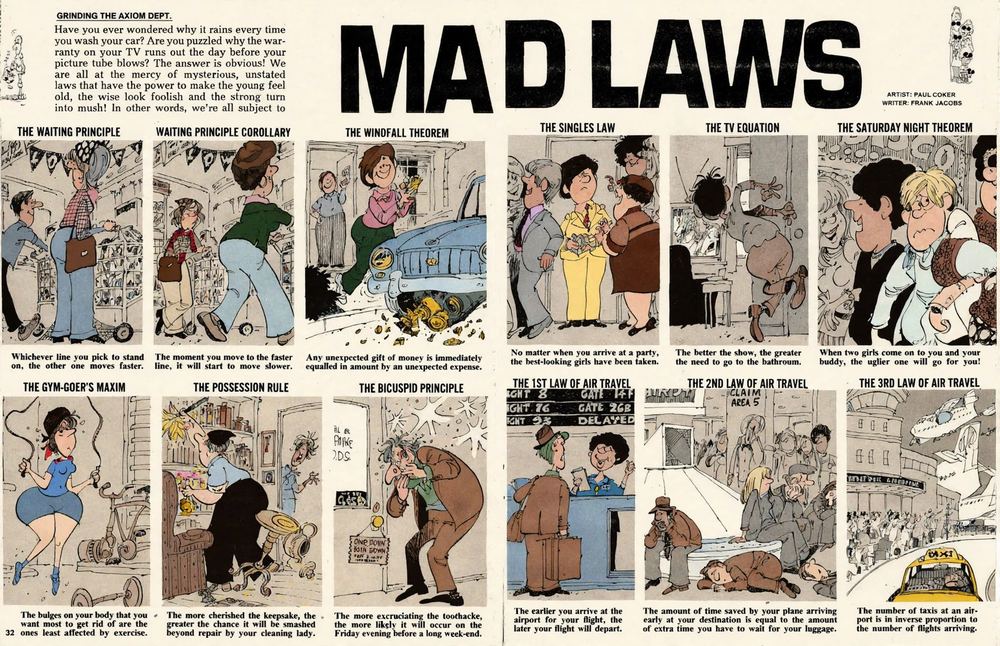 GRINDING THE AXIOM DEPT.
Have you ever wondered why it rains every time
you wash your car? Are you puzzled why the war-
ranty on your TV runs out the day before your
picture tube blows? The answer is obvious! We
are all at the mercy of mysterious, unstated
laws that have the power to make the young feel
old, the wise look foolish and the strong turn
into mush! In other words, we're all subject to
MAD LAWS
ARTIST: PAUL COKER
WRITER: FRANK JACOBS
THE WAITING PRINCIPLE
Whichever line you pick to stand
on, the other one moves faster.
WAITING PRINCIPLE COROLLARY
The moment you move to the faster
line, it will start to move slower.
THE WINDFALL THEOREM
Any unexpected gift of money is immediately
equalled in amount by an unexpected expense.
THE SINGLES LAW
No matter when you arrive at a party,
the best-looking girls have been taken.
THE TV EQUATION
The better the show, the greater
the need to go to the bathroom.
THE SATURDAY NIGHT THEOREM
When two girls come on to you and your
buddy, the uglier one will go for you!
THE GYM-GOER'S MAXIM
The bulges on your body that you
want most to get rid of are the
ones least affected by exercise.
THE POSSESSION RULE
The more cherished the keepsake, the
greater the chance it will be smashed
beyond repair by your cleaning lady.
THE BICUSPID PRINCIPLE
D.D.S.
The more excruciating the toothache,
the more likely it will occur on the
Friday evening before a long week-end.
THE 1ST LAW OF AIR TRAVEL
GHT 8 GATE 14F
GHT 76 GATE 26B
GHT 9¾ DELAYED
The earlier you arrive at the
airport for your flight, the
later your flight will depart.
THE 2ND LAW OF AIR TRAVEL
CLAIM
AREA 5
The amount of time saved by your plane arriving
early at your destination is equal to the amount
of extra time you have to wait for your luggage.
THE 3RD LAW OF AIR TRAVEL
TAXI
The number of taxis at an air-
port is in inverse proportion to
the number of flights arriving.
32